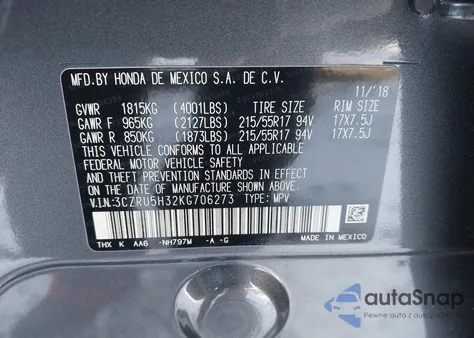 MFD.BY HONDA DE MEXICO S.A. DE C.V.
11/'18
GVWR 1815KG (4001LBS) TIRE SIZE RIM SIZE
GAWR F 965KG (2127LBS) 215/55R17 94V 17X7.5J
GAWR R 850KG (1873LBS) 215/55R17 94V 17X7.5J
THIS VEHICLE CONFORMS TO ALL APPLICABLE
FEDERAL MOTOR VEHICLE SAFETY
AND THEFT PREVENTION STANDARDS IN EFFECT
ON THE DATE OF MANUFACTURE SHOWN ABOVE.
V.I.N:3CZRU5H32KG706273 TYPE: MPV
THX K AA6 -NH797M -A -G
MADE IN MEXICO
autoSnap
Pewne auto z dowolnego